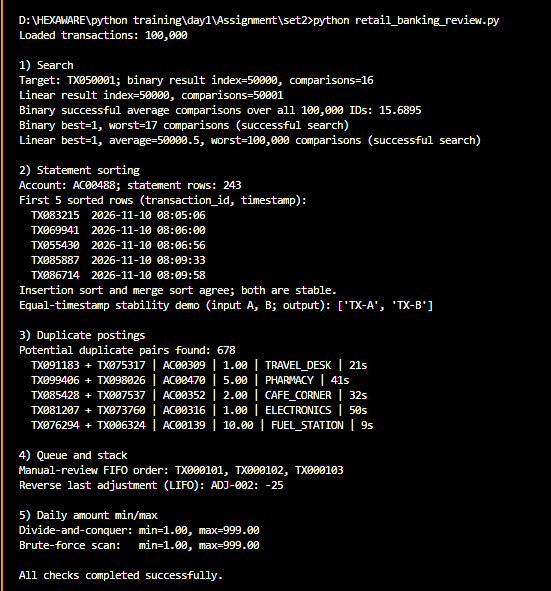 D:\HEXAWARE\python training\day1\Assignment\set2>python retail_banking_review.py
Loaded transactions: 100,000
1) Search
Target: TX050001; binary result index=50000, comparisons=16
Linear result index=50000, comparisons=50001
Binary successful average comparisons over all 100,000 IDs: 15.6895
Binary best=1, worst=17 comparisons (successful search)
Linear best=1, average=50000.5, worst=100,000 comparisons (successful search)
2) Statement sorting
Account: AC00488; statement rows: 243
First 5 sorted rows (transaction_id, timestamp):
TX083215  2026-11-10 08:05:06
TX069941  2026-11-10 08:06:00
TX055430  2026-11-10 08:06:56
TX085887  2026-11-10 08:09:33
TX086714  2026-11-10 08:09:58
Insertion sort and merge sort agree; both are stable.
Equal-timestamp stability demo (input A, B; output): ['TX-A', 'TX-B']
3) Duplicate postings
Potential duplicate pairs found: 678
TX091183 + TX075317 | AC00309 | 1.00 | TRAVEL_DESK | 21s
TX099406 + TX098026 | AC00470 | 5.00 | PHARMACY | 41s
TX085428 + TX007537 | AC00352 | 2.00 | CAFE_CORNER | 32s
TX081207 + TX073760 | AC00316 | 1.00 | ELECTRONICS | 50s
TX076294 + TX006324 | AC00139 | 10.00 | FUEL_STATION | 9s
4) Queue and stack
Manual-review FIFO order: TX000101, TX000102, TX000103
Reverse last adjustment (LIFO): ADJ-002: -25
5) Daily amount min/max
Divide-and-conquer: min=1.00, max=999.00
Brute-force scan:   min=1.00, max=999.00
All checks completed successfully.